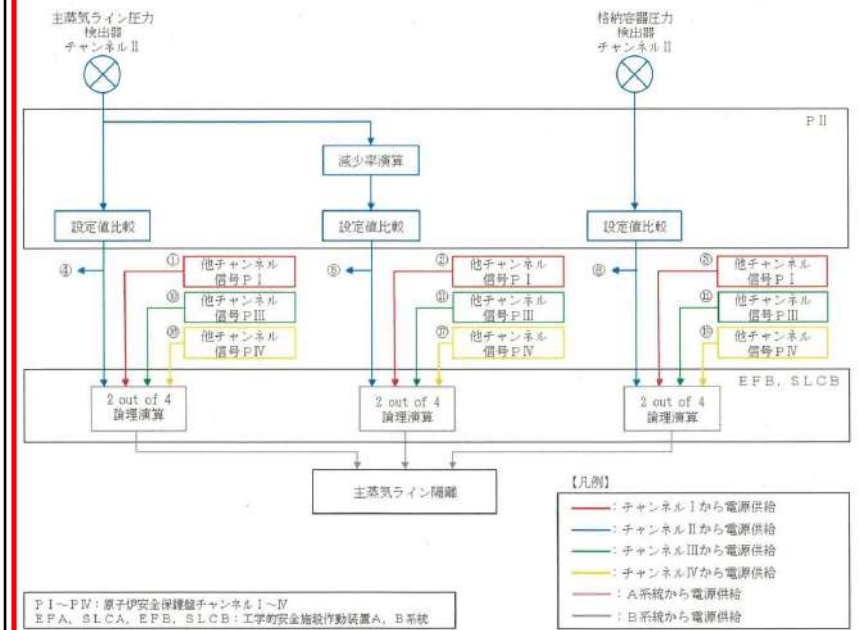 主蒸気ライン圧力
検出器
チャンネルⅡ
格納容器圧力
検出器
チャンネルⅡ
PⅡ
減少率演算
設定値比較
設定値比較
設定値比較
④
①
他チャンネル
信号PⅠ
⑩
他チャンネル
信号PⅢ
⑯
他チャンネル
信号PⅣ
②
他チャンネル
信号PⅠ
⑪
他チャンネル
信号PⅢ
⑰
他チャンネル
信号PⅣ
⑧
③
他チャンネル
信号PⅠ
⑫
他チャンネル
信号PⅢ
⑱
他チャンネル
信号PⅣ
EFB, SLCB
2 out of 4
論理演算
2 out of 4
論理演算
2 out of 4
論理演算
主蒸気ライン隔離
【凡例】
:チャンネルⅠから電源供給
:チャンネルⅡから電源供給
:チャンネルⅢから電源供給
:チャンネルⅣから電源供給
:A系統から電源供給
:B系統から電源供給
PⅠ~PⅣ:原子炉安全保護盤チャンネルⅠ~Ⅳ
EFA, SLCA, EFB, SLCB:工学的安全施設作動装置A, B系統